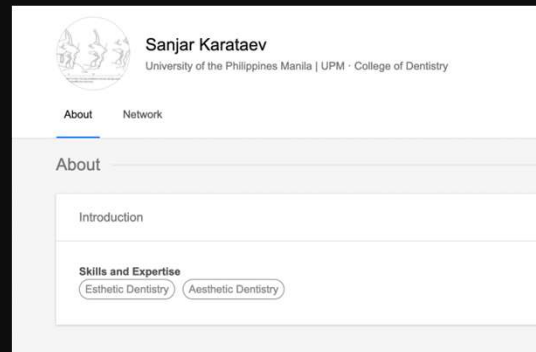 Sanjar Karataev
University of the Philippines Manila | UPM · College of Dentistry
About Network
About
Introduction
Skills and Expertise
Esthetic Dentistry Aesthetic Dentistry